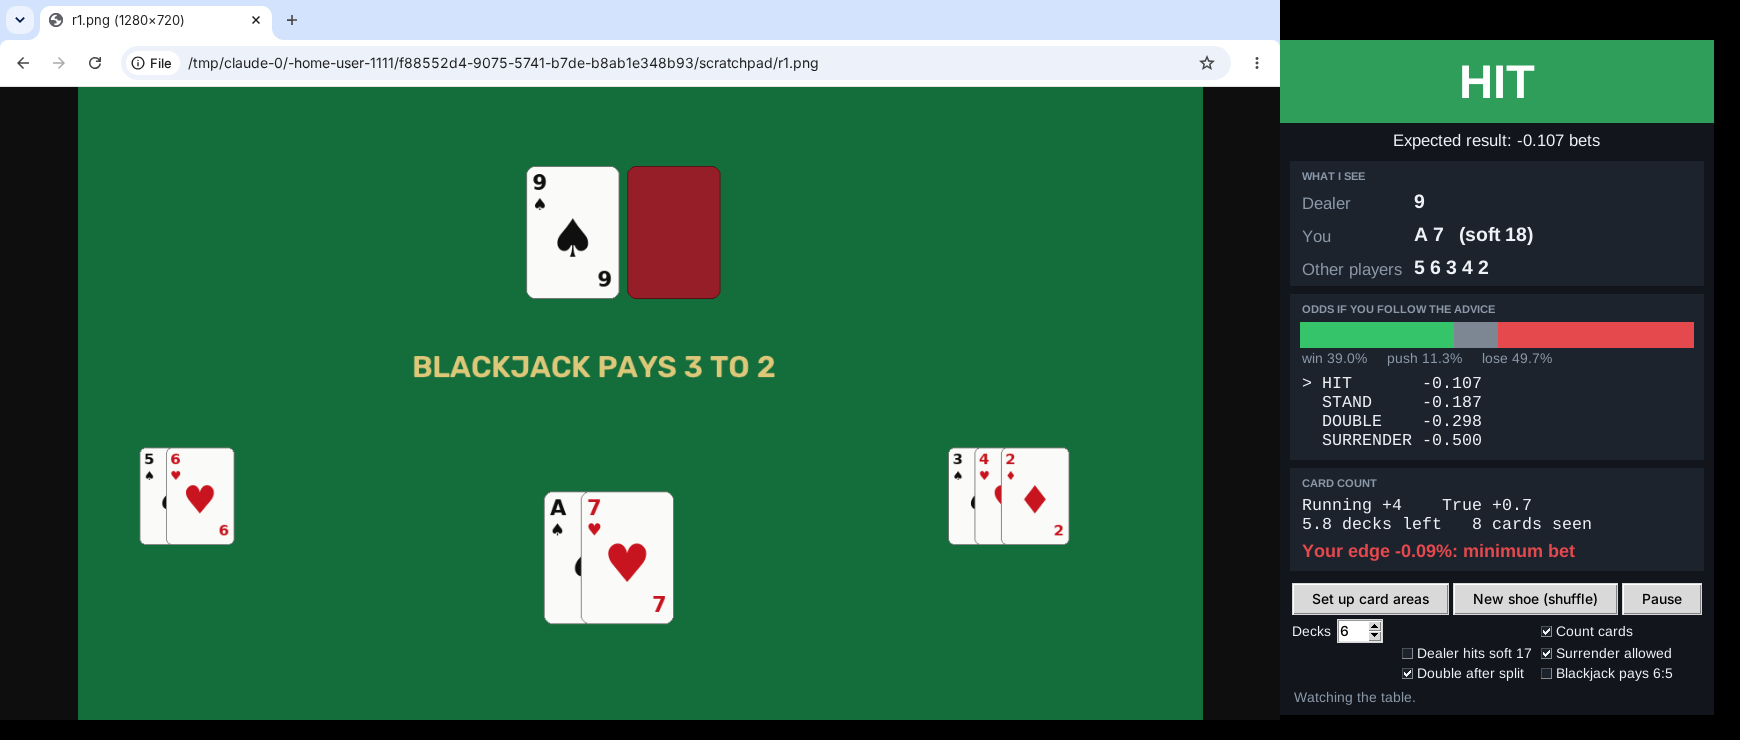 r1.png (1280×720)
File
/tmp/claude-0/-home-user-1111/f88552d4-9075-5741-b7de-b8ab1e348b93/scratchpad/r1.png
9
9
BLACKJACK PAYS 3 TO 2
5
6
6
A
7
7
3
4
2
2
HIT
Expected result: -0.107 bets
WHAT I SEE
Dealer 9
You A 7 (soft 18)
Other players 5 6 3 4 2
ODDS IF YOU FOLLOW THE ADVICE
win 39.0% push 11.3% lose 49.7%
> HIT -0.107
STAND -0.187
DOUBLE -0.298
SURRENDER -0.500
CARD COUNT
Running +4 True +0.7
5.8 decks left 8 cards seen
Your edge -0.09%: minimum bet
Set up card areas New shoe (shuffle) Pause
Decks 6 Count cards
Dealer hits soft 17 Surrender allowed
Double after split Blackjack pays 6:5
Watching the table.